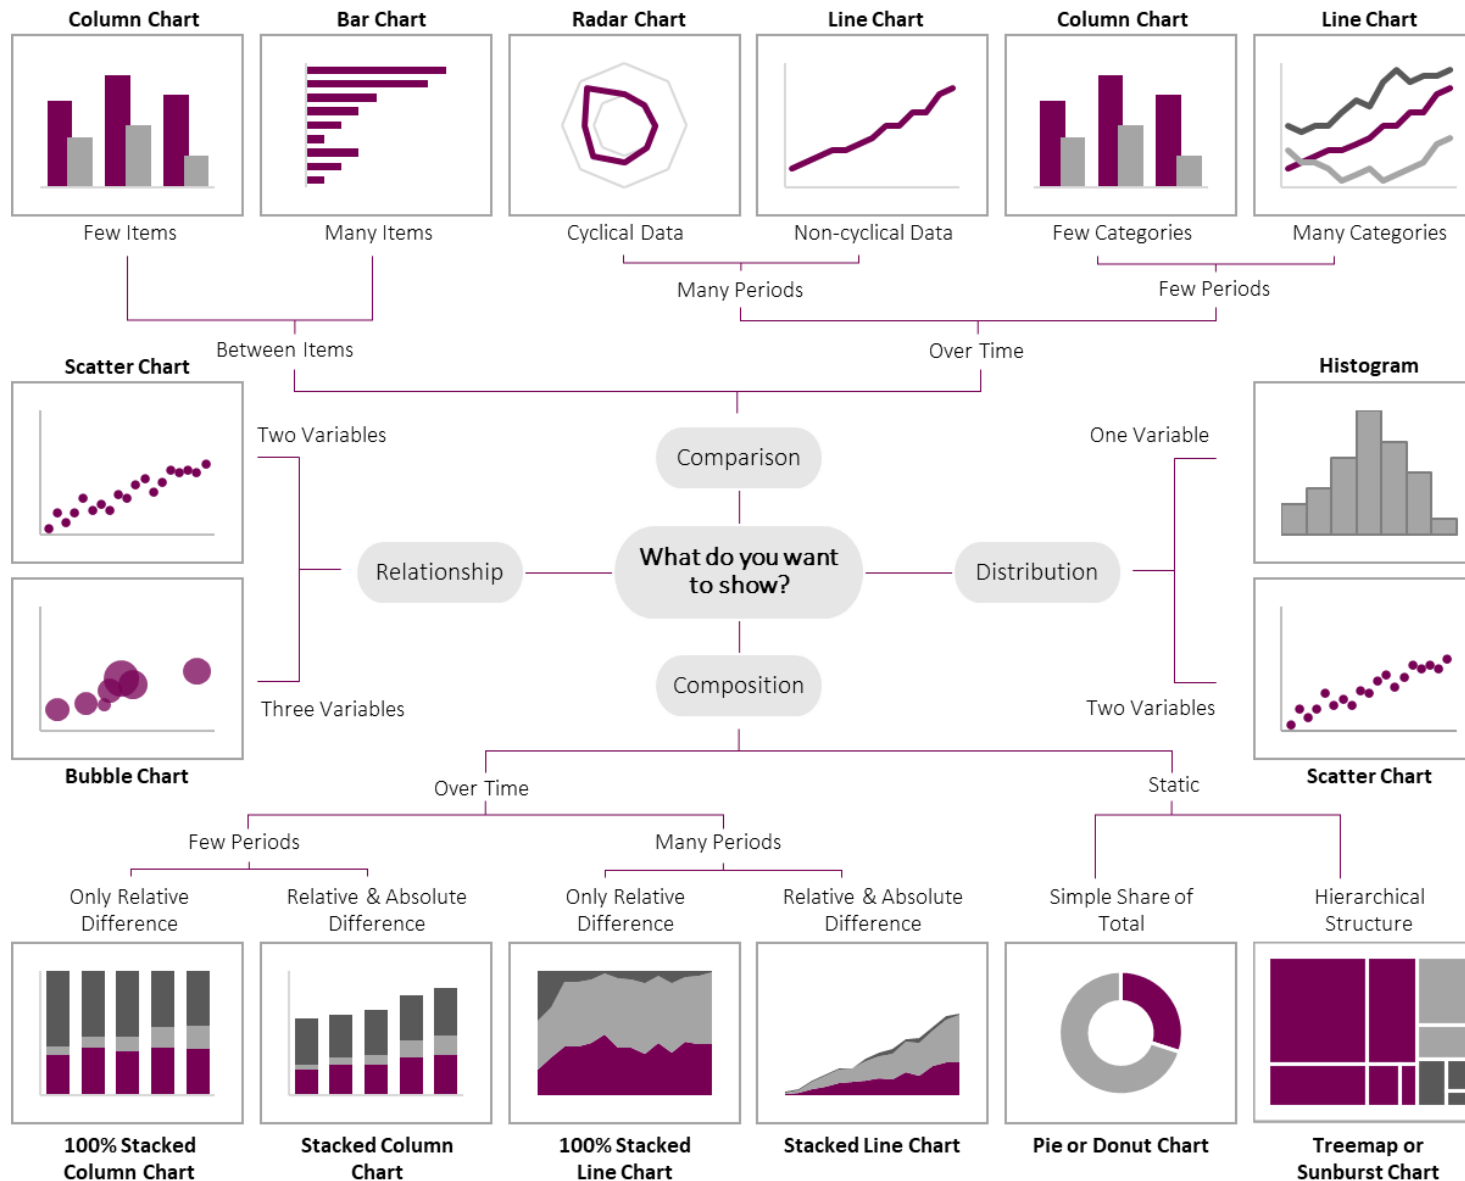 Column Chart
Bar Chart
Radar Chart
Line Chart
Column Chart
Line Chart
Few Items
Many Items
Cyclical Data
Non-cyclical Data
Few Categories
Many Categories
Many Periods
Few Periods
Between Items
Over Time
Scatter Chart
Histogram
Two Variables
One Variable
Comparison
What do you want
to show?
Relationship
Distribution
Composition
Three Variables
Two Variables
Bubble Chart
Scatter Chart
Over Time
Static
Few Periods
Many Periods
Only Relative
Difference
Relative & Absolute
Difference
Only Relative
Difference
Relative & Absolute
Difference
Simple Share of
Total
Hierarchical
Structure
100% Stacked
Column Chart
Stacked Column
Chart
100% Stacked
Line Chart
Stacked Line Chart
Pie or Donut Chart
Treemap or
Sunburst Chart